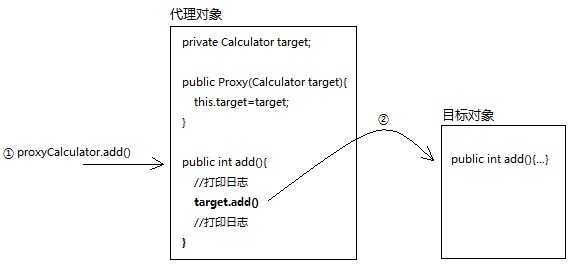 代理对象
private Calculator target;
public Proxy(Calculator target){
this.target=target;
}
public int add(){
//打印日志
target.add()
//打印日志
}
① proxyCalculator.add()
②
目标对象
public int add(){...}